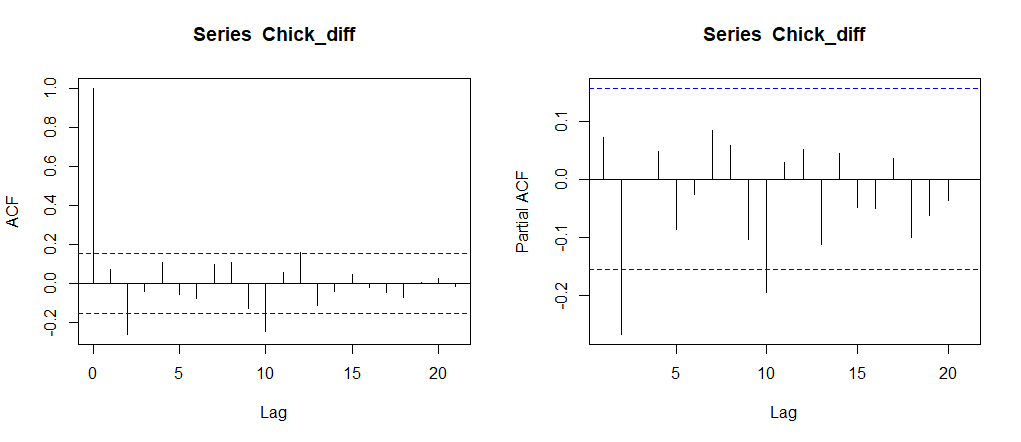 Series Chick_diff
ACF
1.0
0.8
0.6
0.4
0.2
0.0
-0.2
0 5 10 15 20
Lag
Series Chick_diff
Partial ACF
0.1
0.0
-0.1
-0.2
5 10 15 20
Lag